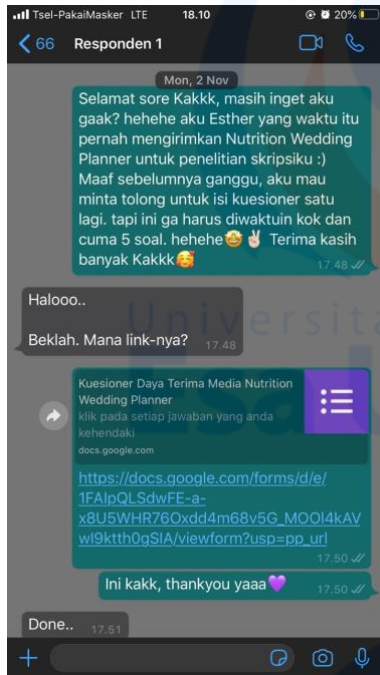 Tsel-PakaiMasker LTE 18.10 20%
66 Responden 1
Mon, 2 Nov
Selamat sore Kakkk, masih inget aku
gaak? hehehe aku Esther yang waktu itu
pernah mengirimkan Nutrition Wedding
Planner untuk penelitian skripsiku :)
Maaf sebelumnya ganggu, aku mau
minta tolong untuk isi kuesioner satu
lagi. tapi ini ga harus diwaktuin kok dan
cuma 5 soal. hehehe🤩✌🏻 Terima kasih
banyak Kakkk🥰
17.48
Halooo..
Beklah. Mana link-nya? 17.48
Kuesioner Daya Terima Media Nutrition
Wedding Planner
klik pada setiap jawaban yang anda
kehendaki
docs.google.com
https://docs.google.com/forms/d/e/
1FAIpQLSdwFE-a-
x8U5WHR76Oxdd4m68v5G_MOOl4kAV
wl9ktth0gSIA/viewform?usp=pp_url
17.50
Ini kakk, thankyou yaaa💜 17.50
Done.. 17.51
Universit
Esa